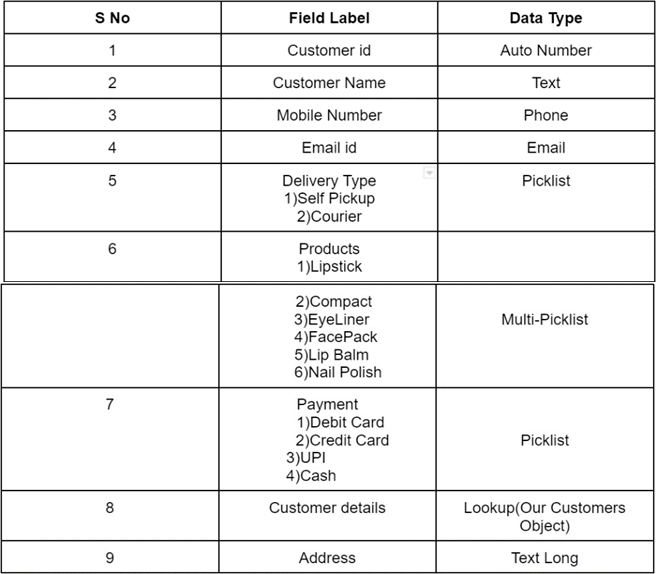 S No Field Label Data Type
1 Customer id Auto Number
2 Customer Name Text
3 Mobile Number Phone
4 Email id Email
5 Delivery Type Picklist
1)Self Pickup
2)Courier
6 Products
1)Lipstick
2)Compact
3)EyeLiner Multi-Picklist
4)FacePack
5)Lip Balm
6)Nail Polish
7 Payment
1)Debit Card
2)Credit Card Picklist
3)UPI
4)Cash
8 Customer details Lookup(Our Customers
Object)
9 Address Text Long